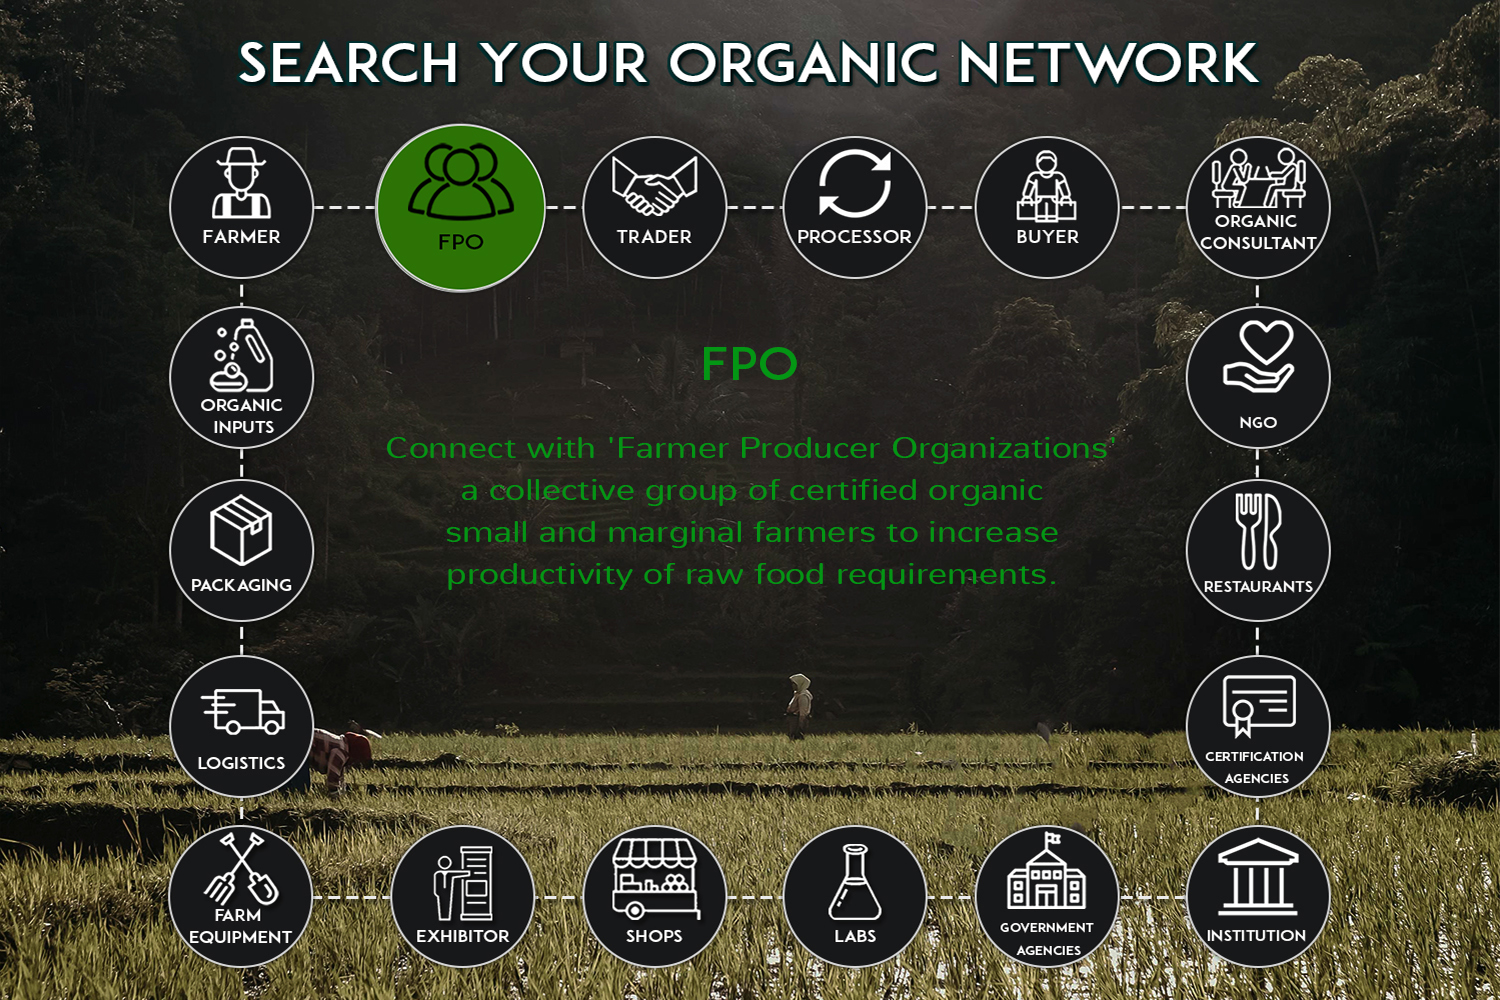 SEARCH YOUR ORGANIC NETWORK
FARMER
FPO
TRADER
PROCESSOR
BUYER
ORGANIC
CONSULTANT
ORGANIC
INPUTS
NGO
FPO
Connect with 'Farmer Producer Organizations'
a collective group of certified organic
small and marginal farmers to increase
productivity of raw food requirements.
PACKAGING
RESTAURANTS
LOGISTICS
CERTIFICATION
AGENCIES
FARM
EQUIPMENT
EXHIBITOR
SHOPS
LABS
GOVERNMENT
AGENCIES
INSTITUTION